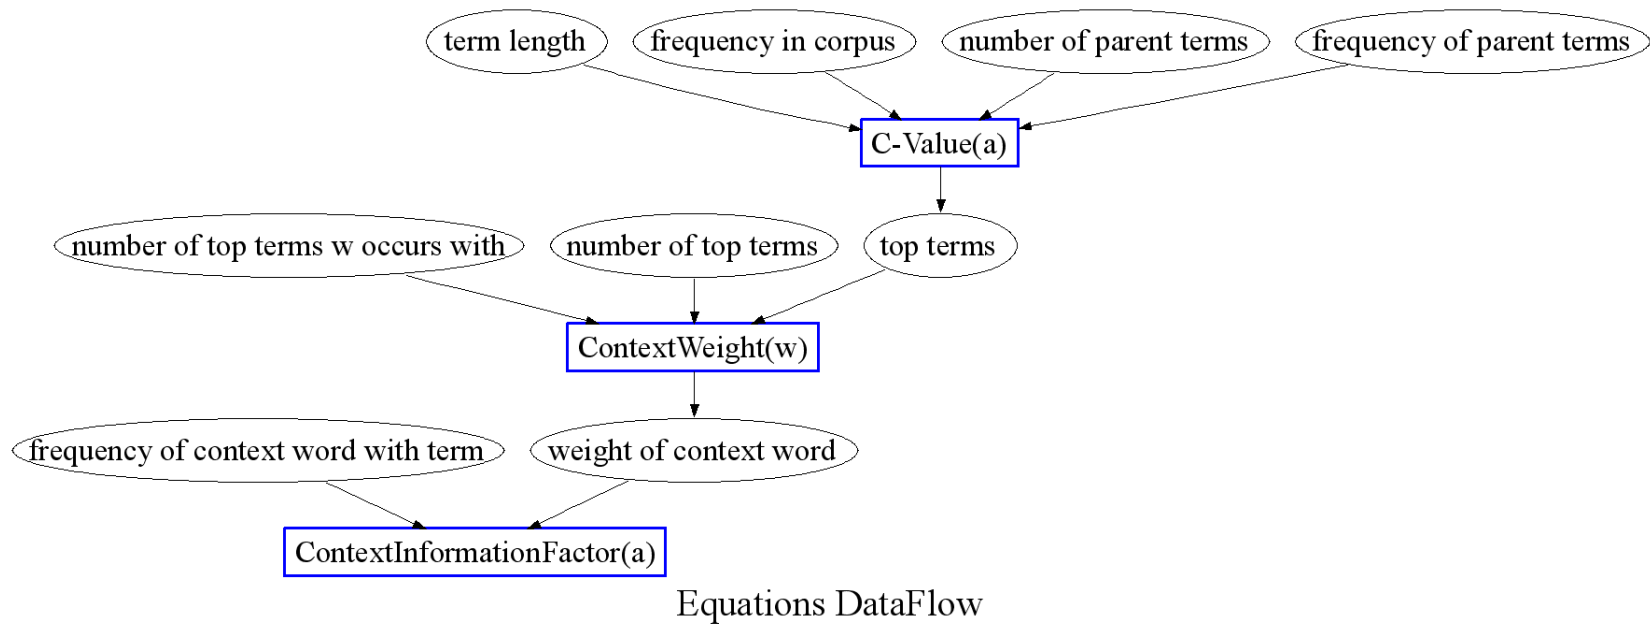 term length
frequency in corpus
number of parent terms
frequency of parent terms
C-Value(a)
number of top terms w occurs with
number of top terms
top terms
ContextWeight(w)
frequency of context word with term
weight of context word
ContextInformationFactor(a)
Equations DataFlow